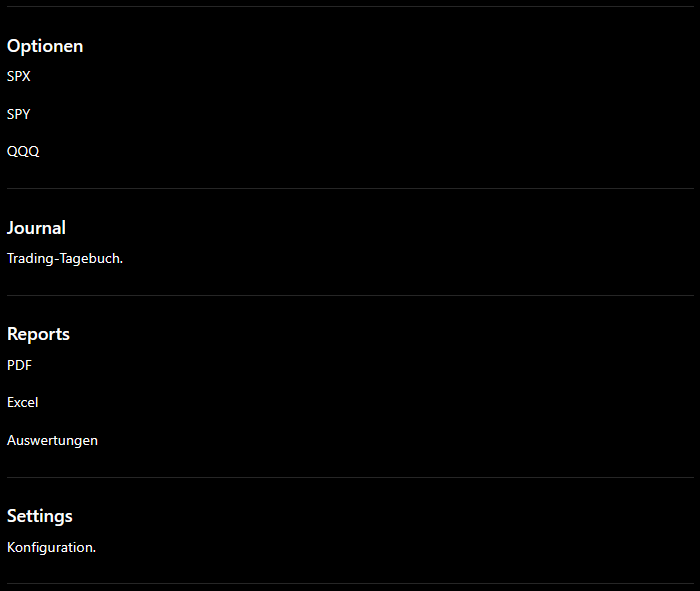 Optionen
SPX
SPY
QQQ
Journal
Trading-Tagebuch.
Reports
PDF
Excel
Auswertungen
Settings
Konfiguration.